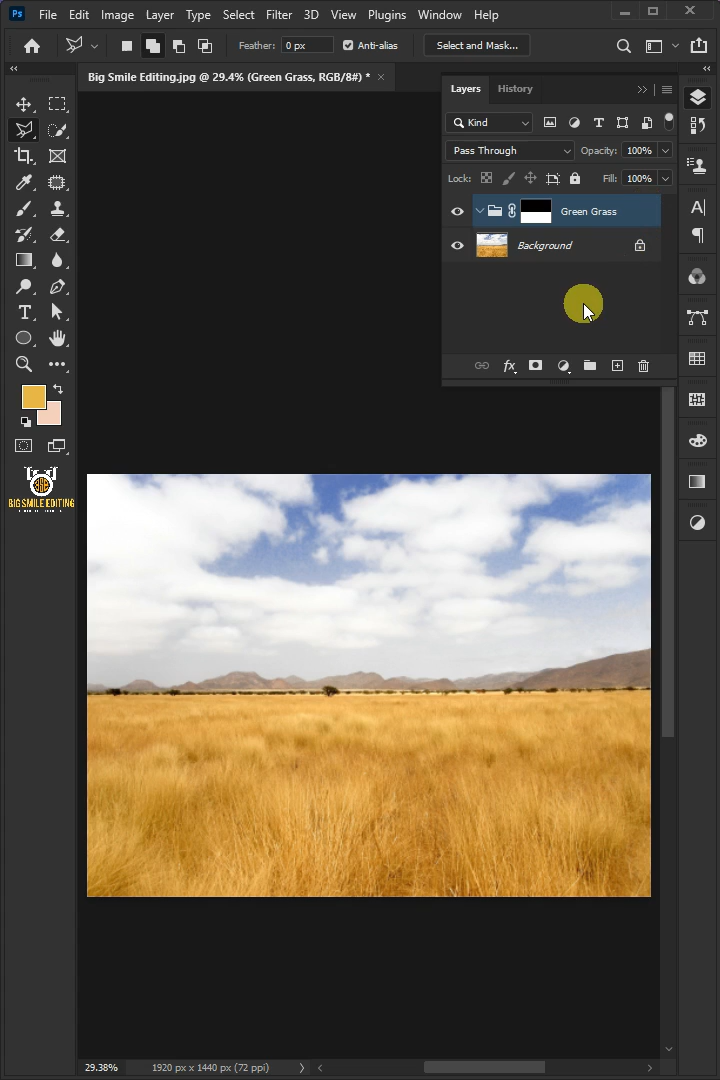 Ps File Edit Image Layer Type Select Filter 3D View Plugins Window Help
Feather: 0 px Anti-alias Select and Mask...
Big Smile Editing.jpg @ 29.4% (Green Grass, RGB/8#) *
Layers History
Kind
Pass Through Opacity: 100%
Lock: Fill: 100%
Green Grass
Background
fx
BIG SMILE EDITING
29.38% 1920 px x 1440 px (72 ppi)